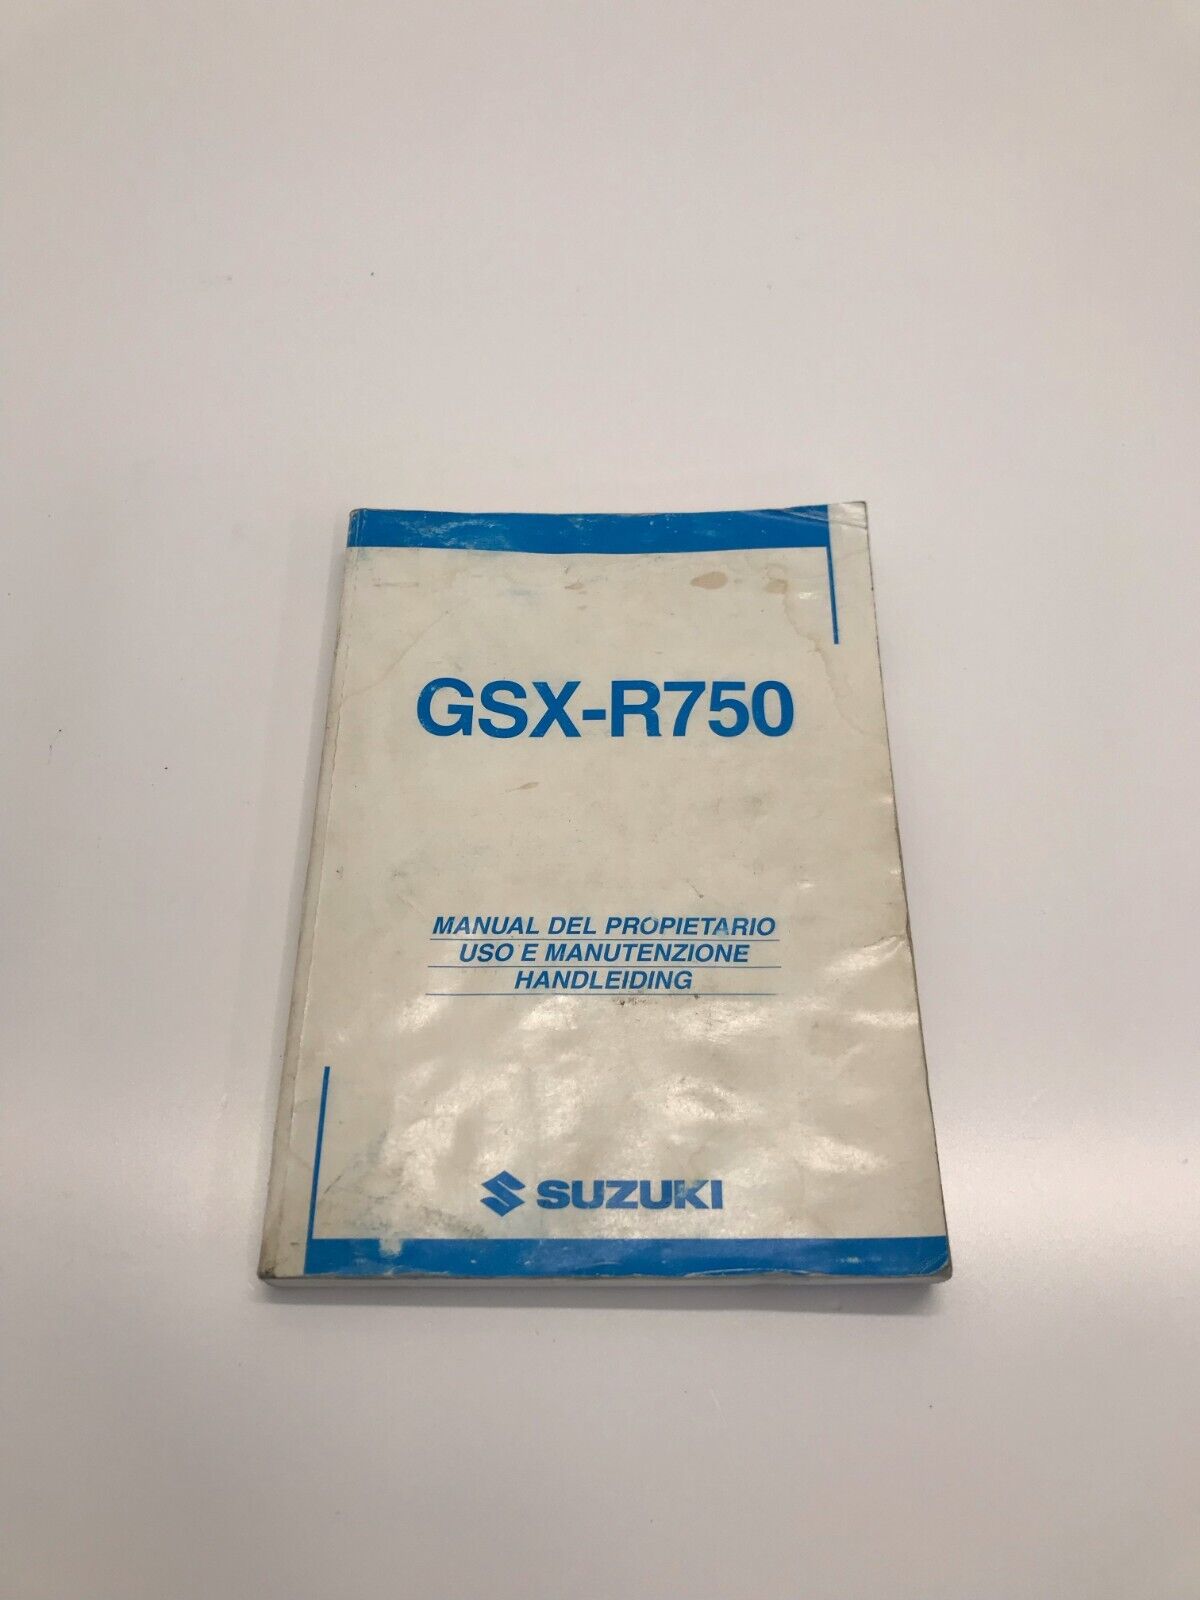 GSX-R750
MANUAL DEL PROPIETARIO
USO E MANUTENZIONE
HANDLEIDING
SUZUKI